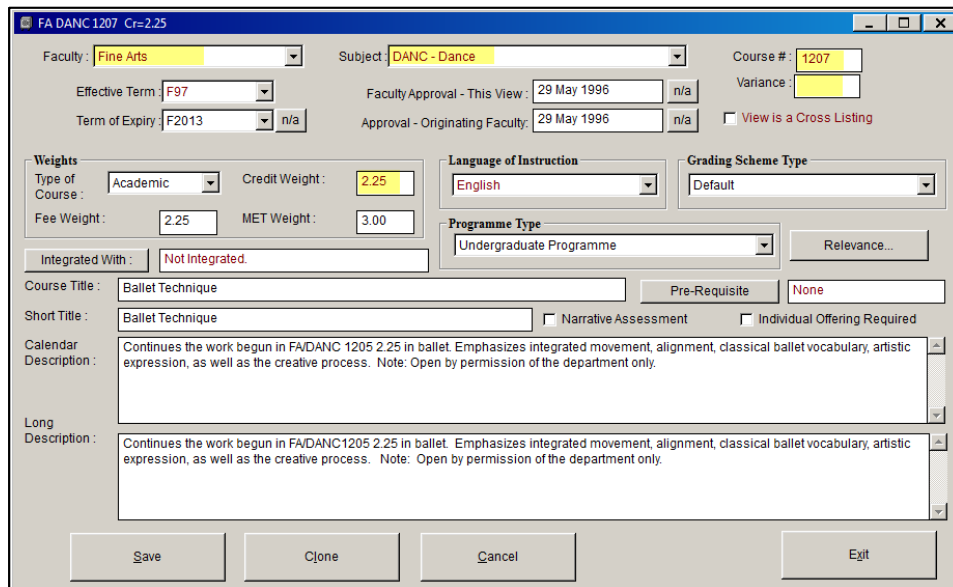 FA DANC 1207 Cr=2.25
Faculty : Fine Arts Subject : DANC - Dance Course # : 1207
Effective Term : F97 Faculty Approval - This View : 29 May 1996 n/a Variance :
Term of Expiry : F2013 n/a Approval - Originating Faculty: 29 May 1996 n/a View is a Cross Listing
Weights Language of Instruction Grading Scheme Type
Type of Course : Academic Credit Weight : 2.25 English Default
Fee Weight : 2.25 MET Weight : 3.00 Programme Type
Undergraduate Programme Relevance...
Integrated With : Not Integrated.
Course Title : Ballet Technique Pre-Requisite None
Short Title : Ballet Technique Narrative Assessment Individual Offering Required
Calendar Description : Continues the work begun in FA/DANC 1205 2.25 in ballet. Emphasizes integrated movement, alignment, classical ballet vocabulary, artistic
expression, as well as the creative process. Note: Open by permission of the department only.
Long Description : Continues the work begun in FA/DANC1205 2.25 in ballet. Emphasizes integrated movement, alignment, classical ballet vocabulary, artistic
expression, as well as the creative process. Note: Open by permission of the department only.
Save Clone Cancel Exit